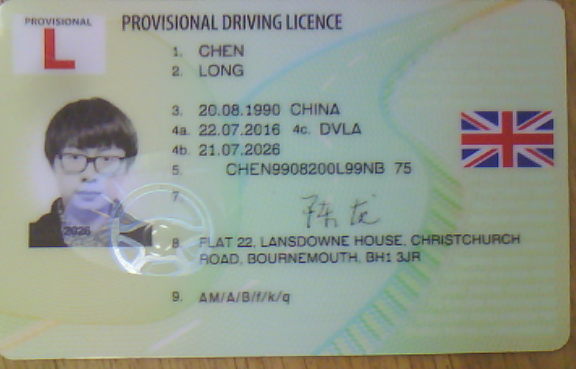 PROVISIONAL
L
PROVISIONAL DRIVING LICENCE
1. CHEN
2. LONG
3. 20.08.1990 CHINA
4a. 22.07.2016 4c. DVLA
4b. 21.07.2026
5. CHEN9908200L99NB 75
7. 陈龙
2026
8. FLAT 22, LANSDOWNE HOUSE, CHRISTCHURCH
ROAD, BOURNEMOUTH, BH1 3JR
9. AM/A/B/f/k/q